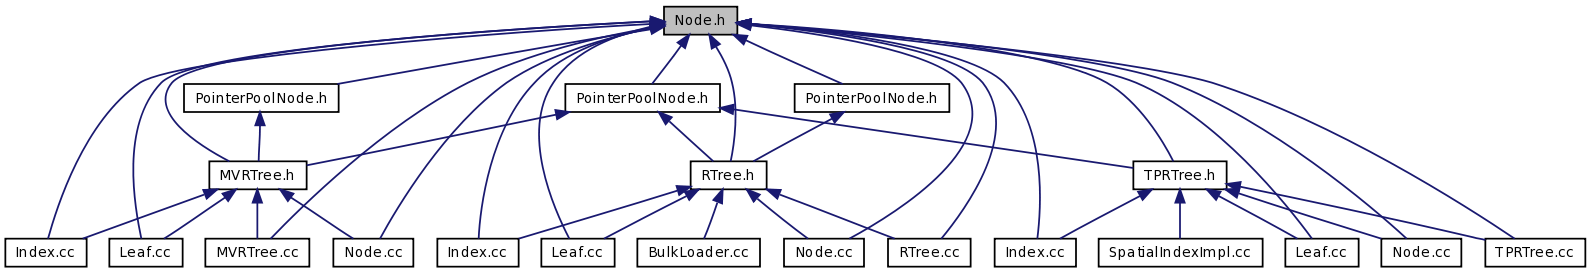 Node.h
PointerPoolNode.h
PointerPoolNode.h
PointerPoolNode.h
MVRTree.h
RTree.h
TPRTree.h
Index.cc
Leaf.cc
MVRTree.cc
Node.cc
Index.cc
Leaf.cc
BulkLoader.cc
Node.cc
RTree.cc
Index.cc
SpatialIndexImpl.cc
Leaf.cc
Node.cc
TPRTree.cc